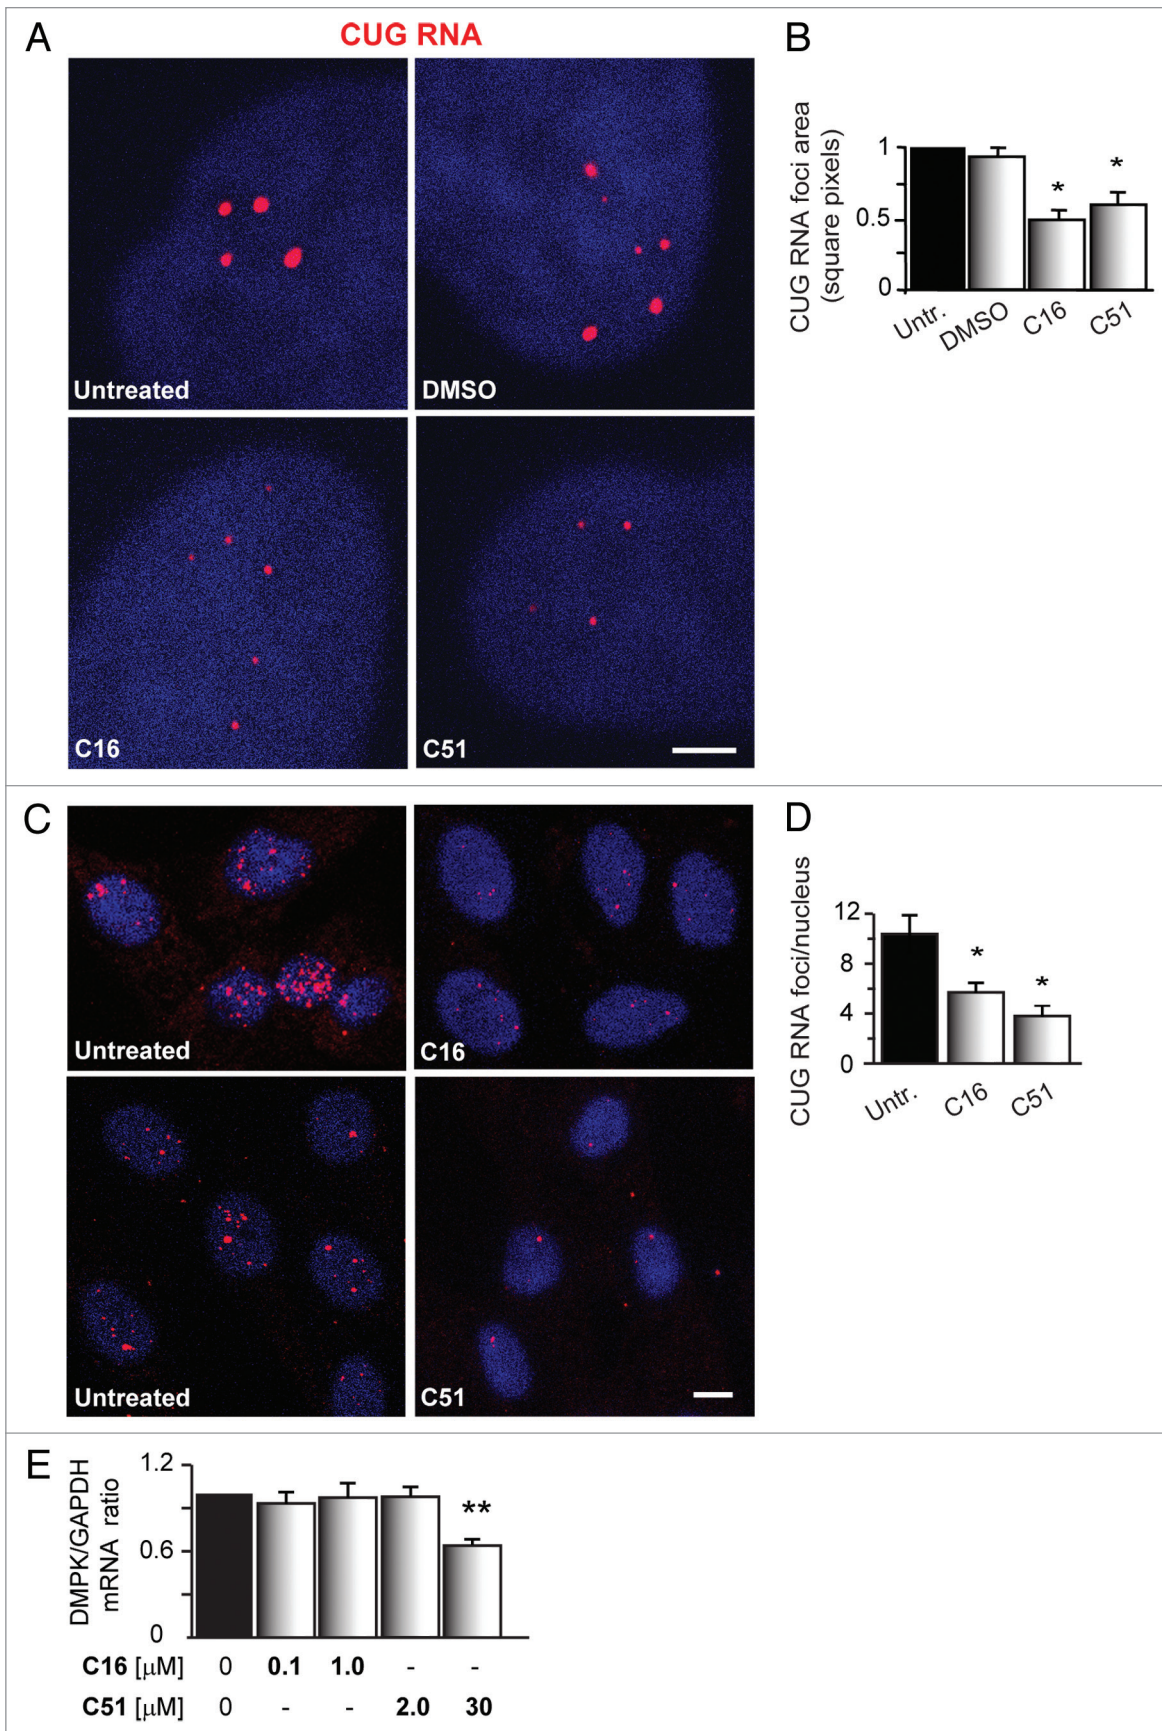 A
CUG RNA
Untreated
DMSO
C16
C51
B
CUG RNA foci area
(square pixels)
1
0.5
0
Untr.
DMSO
C16
C51
*
*
C
Untreated
C16
Untreated
C51
D
CUG RNA foci/nucleus
12
8
4
0
Untr.
C16
C51
*
*
E
DMPK/GAPDH
mRNA ratio
1.2
0.6
0
**
C16 [µM] 0 0.1 1.0 - -
C51 [µM] 0 - - 2.0 30